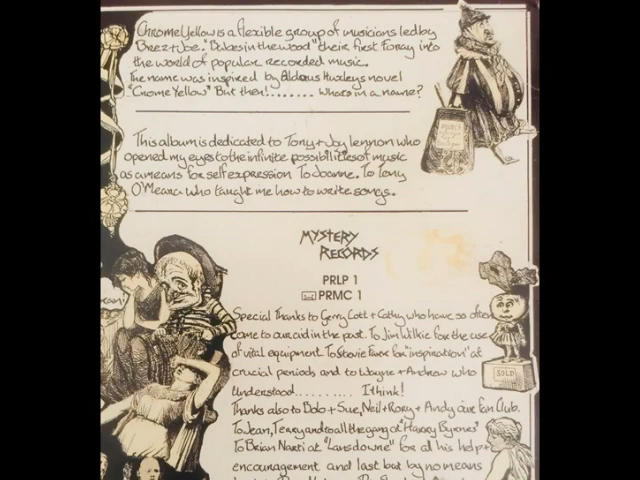 Chrome Yellow is a flexible group of musicians led by
Breez + Joe. "Babes in the wood" their first foray into
the world of popular recorded music.
The name was inspired by Aldous Huxleys novel
"Crome Yellow" But then!........ whats in a name?
This album is dedicated to Tony + Joy Lennon who
opened my eyes to the infinite possibilities of music
as a means for self expression To Joanne. To Terry
O'Meara who taught me how to write songs.
MYSTERY
RECORDS
PRLP 1
PRMC 1
Special Thanks to Gerry Cott + Cathy who have so often
come to our aid in the past. To Jim Wilkie for the use
of vital equipment. To Stevie for "inspiration" at
crucial periods and to Wayne + Andrew who
understood.......... I think!
Thanks also to Bob + Sue, Neil + Rory + Andy our Fan Club.
To Jean, Terry and to all the gang at "Harry Byrnes"
To Brian Narti at "Lansdowne" for all his help +
encouragement and last but by no means
SOLD